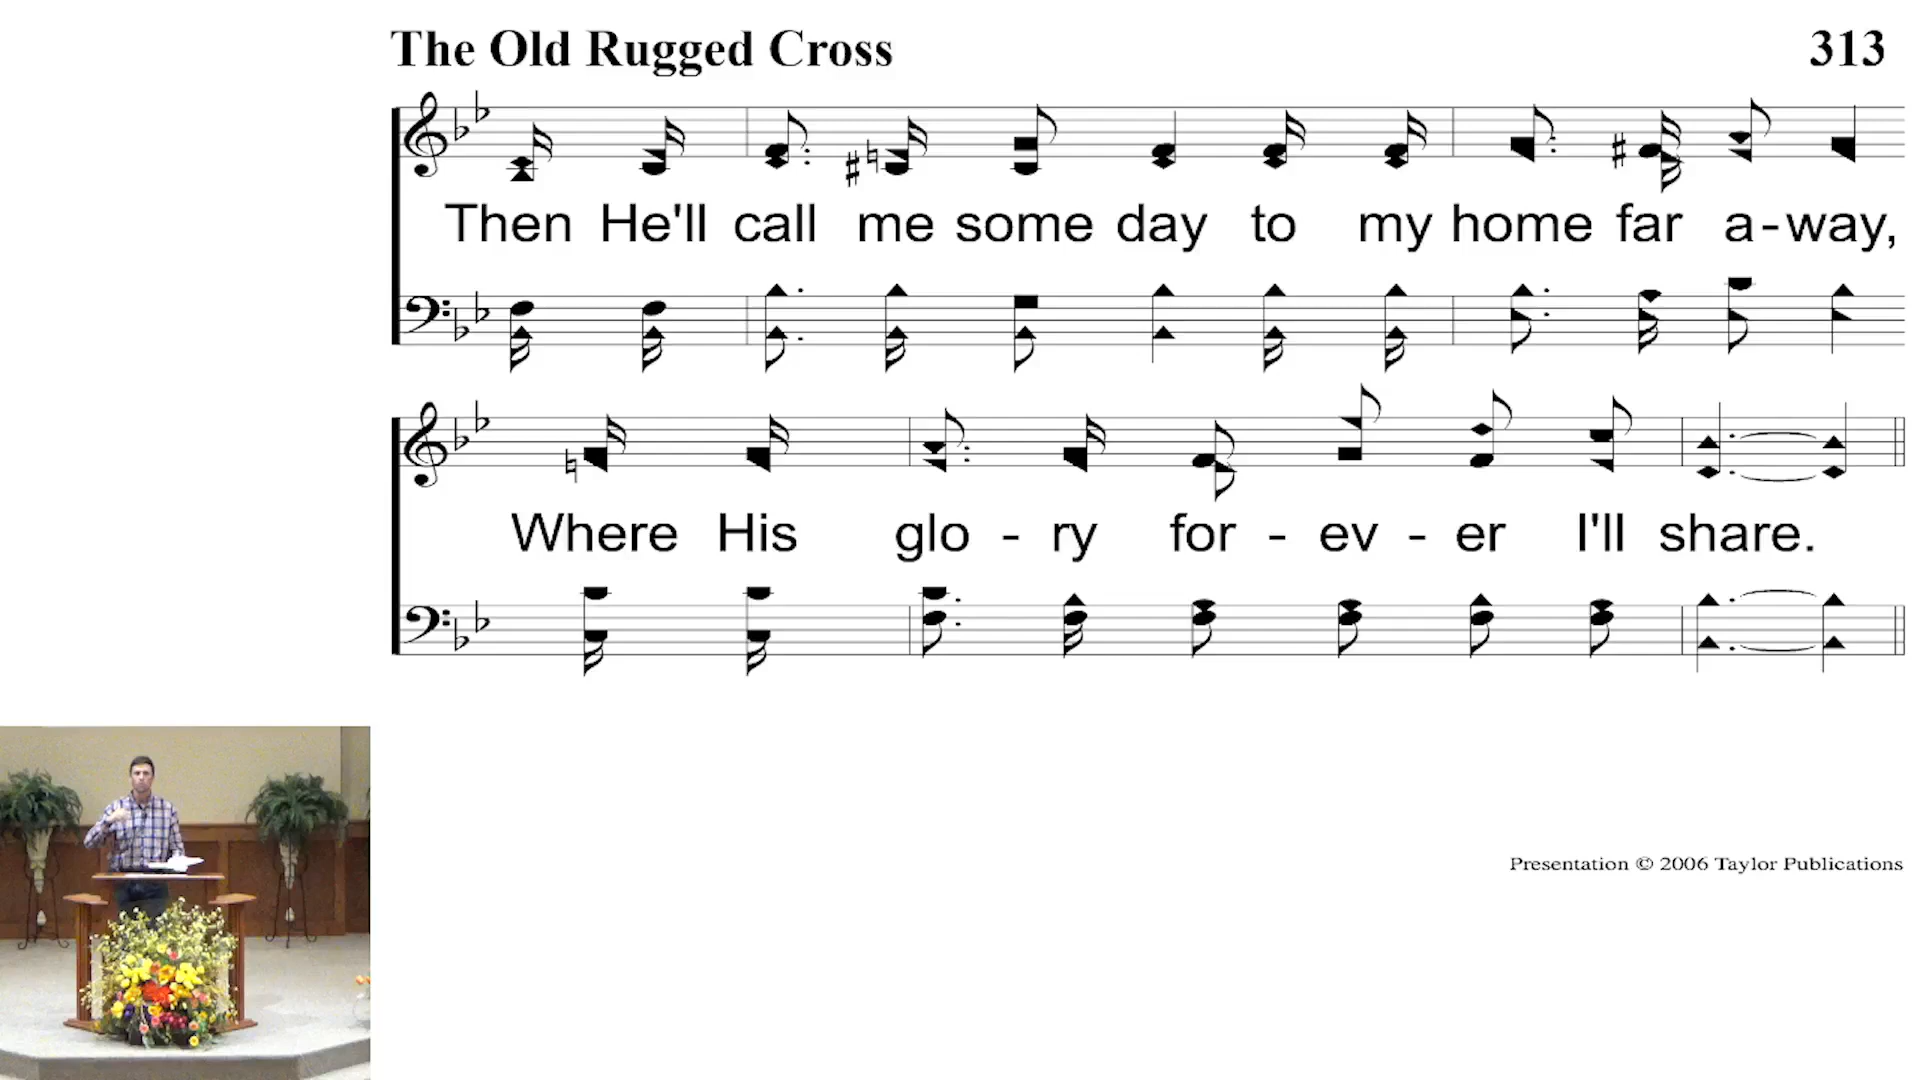 The Old Rugged Cross 313
Then He'll call me some day to my home far a-way,
Where His glo - ry for - ev - er I'll share.
Presentation © 2006 Taylor Publications